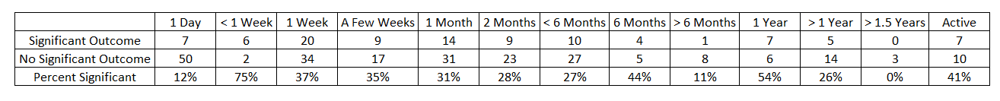 1 Day < 1 Week 1 Week A Few Weeks 1 Month 2 Months < 6 Months 6 Months > 6 Months 1 Year > 1 Year > 1.5 Years Active
Significant Outcome 7 6 20 9 14 9 10 4 1 7 5 0 7
No Significant Outcome 50 2 34 17 31 23 27 5 8 6 14 3 10
Percent Significant 12% 75% 37% 35% 31% 28% 27% 44% 11% 54% 26% 0% 41%